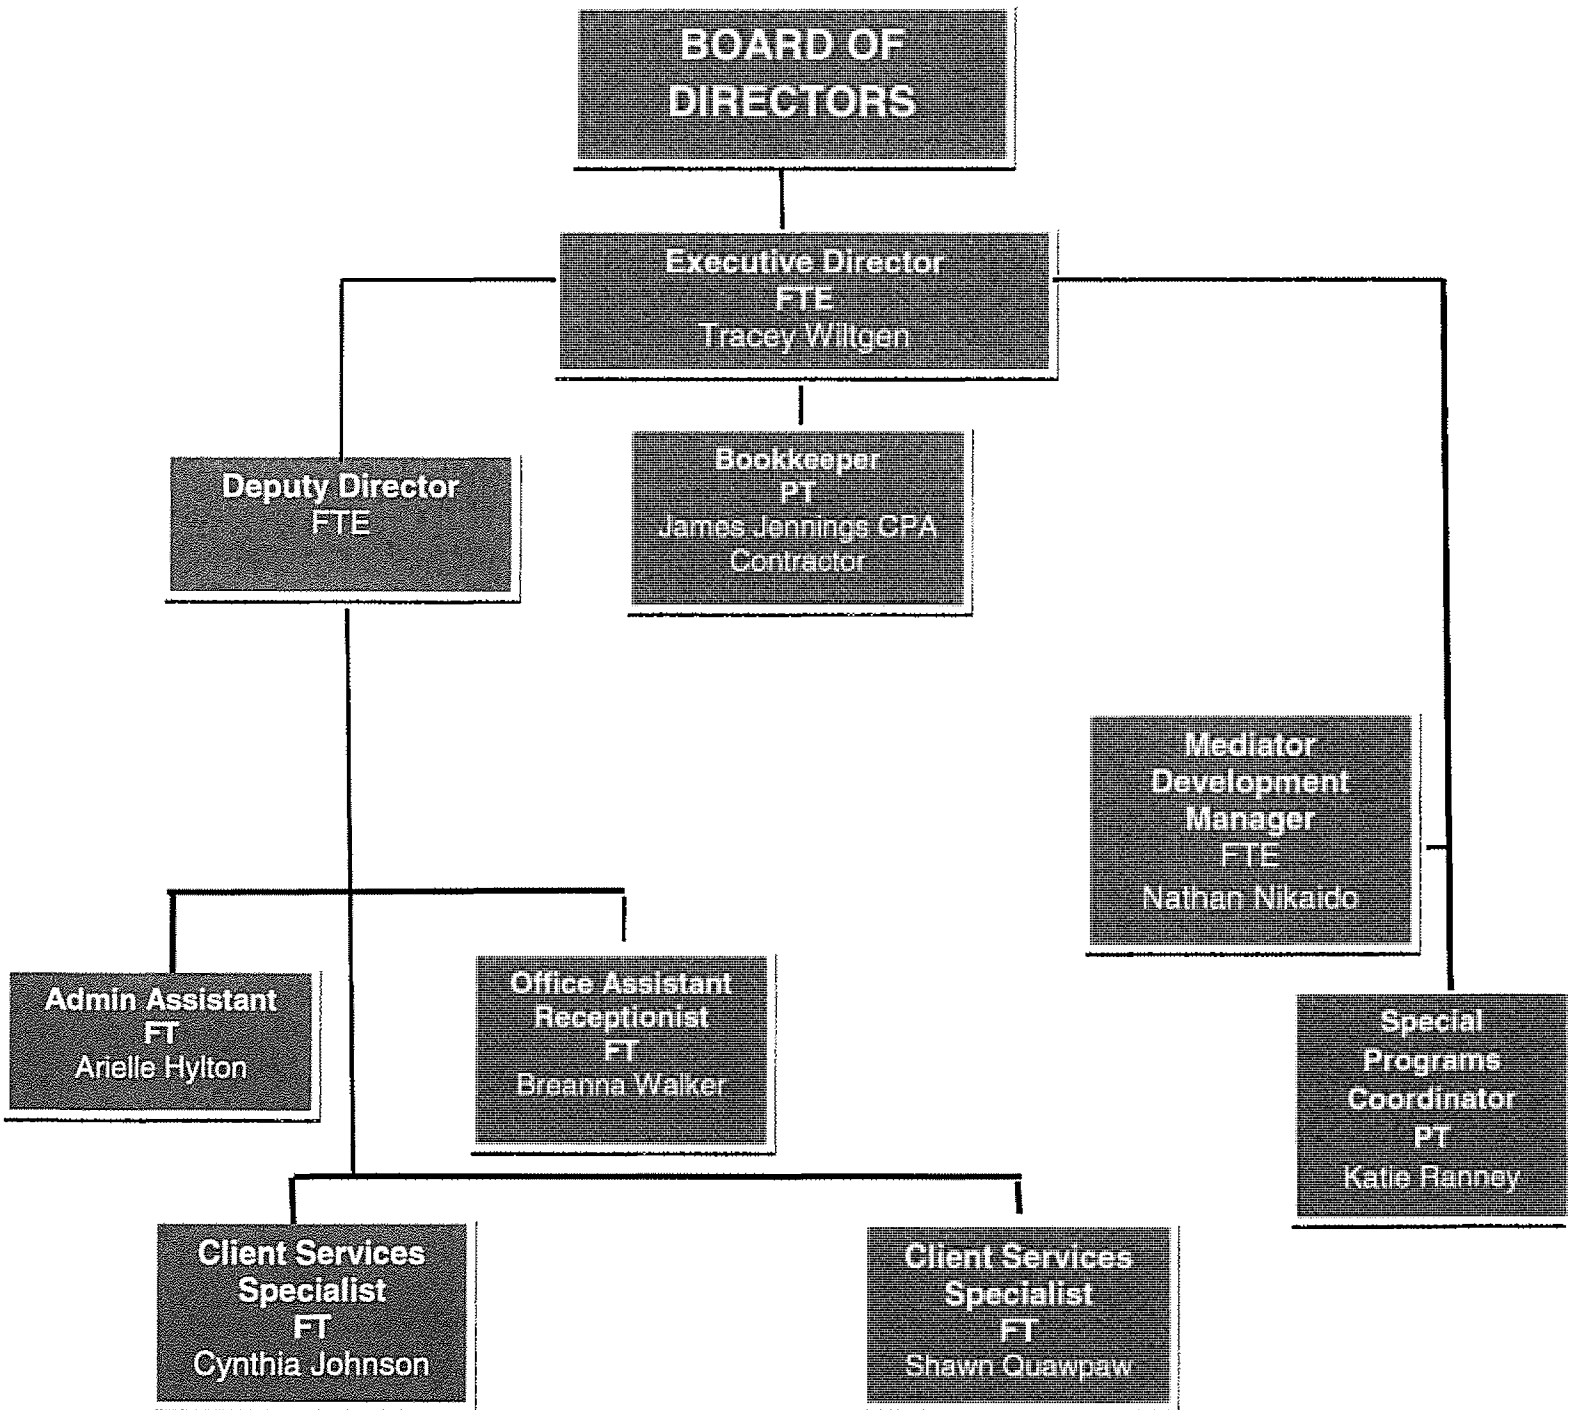 BOARD OF
DIRECTORS
Executive Director
FTE
Tracey Wiltgen
Bookkeeper
PT
James Jennings CPA
Contractor
Deputy Director
FTE
Mediator
Development
Manager
FTE
Nathan Nikaido
Admin Assistant
FT
Arielle Hylton
Office Assistant
Receptionist
FT
Breanna Walker
Special
Programs
Coordinator
PT
Katie Ranney
Client Services
Specialist
FT
Cynthia Johnson
Client Services
Specialist
FT
Shawn Quawpaw